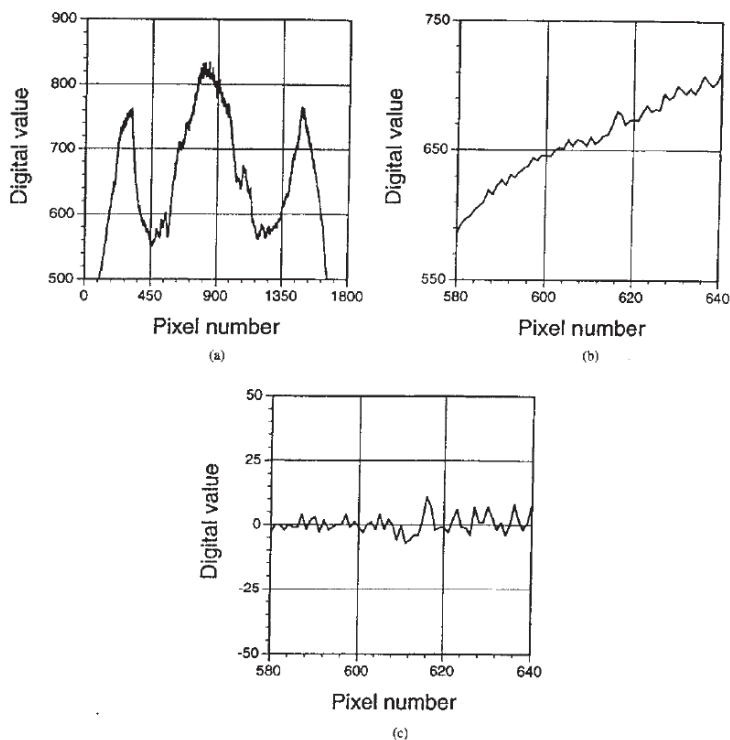 900
800
700
600
500
0 450 900 1350 1800
Digital value
Pixel number
(a)
750
650
550
580 600 620 640
Digital value
Pixel number
(b)
50
25
0
-25
-50
580 600 620 640
Digital value
Pixel number
(c)